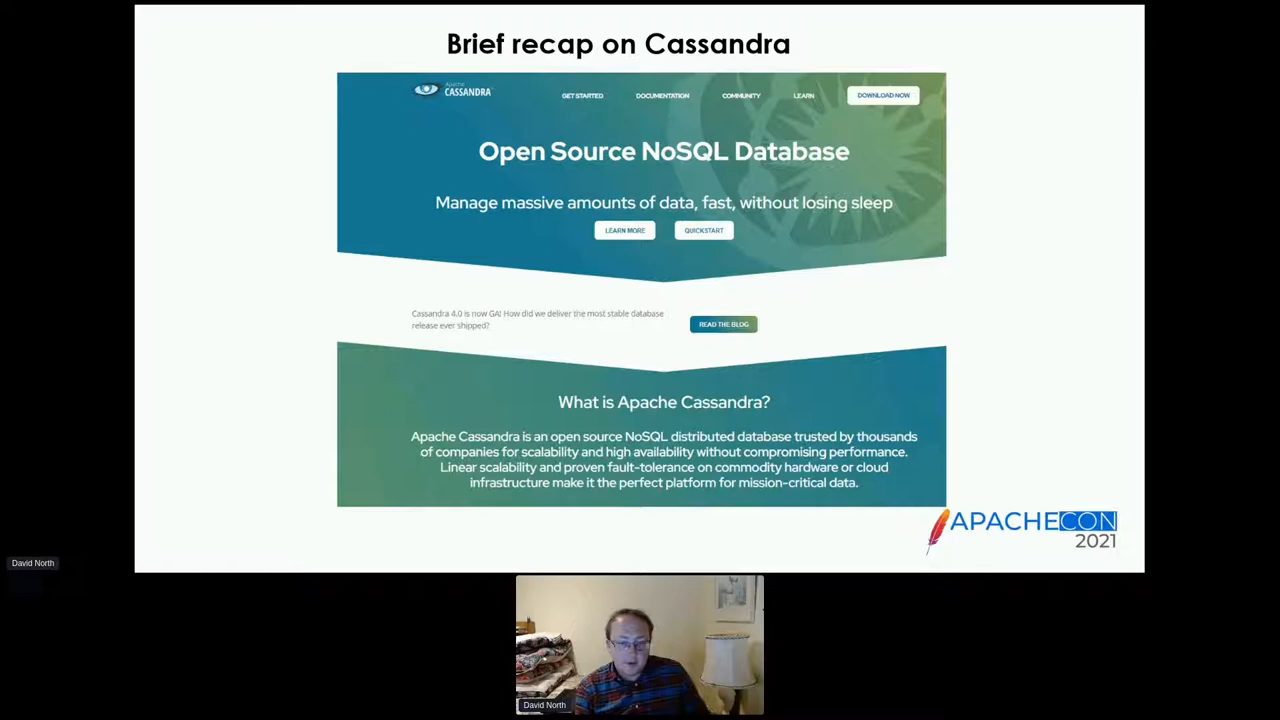 Brief recap on Cassandra
Apache
CASSANDRA
GET STARTED
DOCUMENTATION
COMMUNITY
LEARN
DOWNLOAD NOW
Open Source NoSQL Database
Manage massive amounts of data, fast, without losing sleep
LEARN MORE
QUICKSTART
Cassandra 4.0 is now GA! How did we deliver the most stable database
release ever shipped?
READ THE BLOG
What is Apache Cassandra?
Apache Cassandra is an open source NoSQL distributed database trusted by thousands
of companies for scalability and high availability without compromising performance.
Linear scalability and proven fault-tolerance on commodity hardware or cloud
infrastructure make it the perfect platform for mission-critical data.
APACHECON
2021
David North
David North